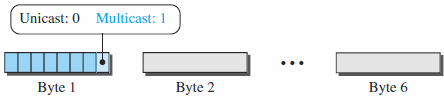 Unicast: 0 Multicast: 1
•••
Byte 1 Byte 2 Byte 6